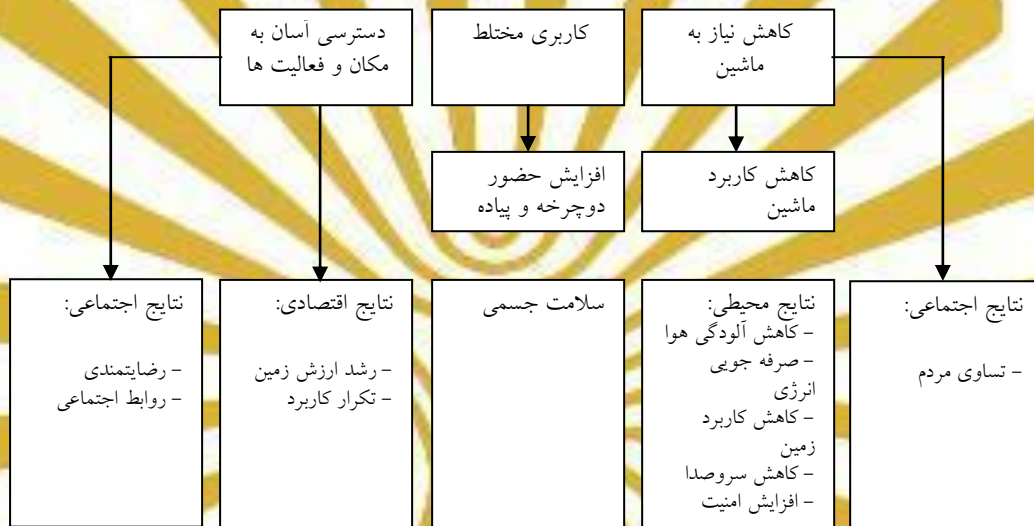 کاهش نیاز به
ماشین
کاربری مختلط
دسترسی آسان به
مکان و فعالیت ها
کاهش کاربرد
ماشین
افزایش حضور
دوچرخه و پیاده
نتایج اجتماعی:
- تساوی مردم
نتایج محیطی:
- کاهش آلودگی هوا
- صرفه جویی
انرژی
- کاهش کاربرد
زمین
- کاهش سروصدا
- افزایش امنیت
سلامت جسمی
نتایج اقتصادی:
- رشد ارزش زمین
- تکرار کاربرد
نتایج اجتماعی:
- رضایتمندی
- روابط اجتماعی